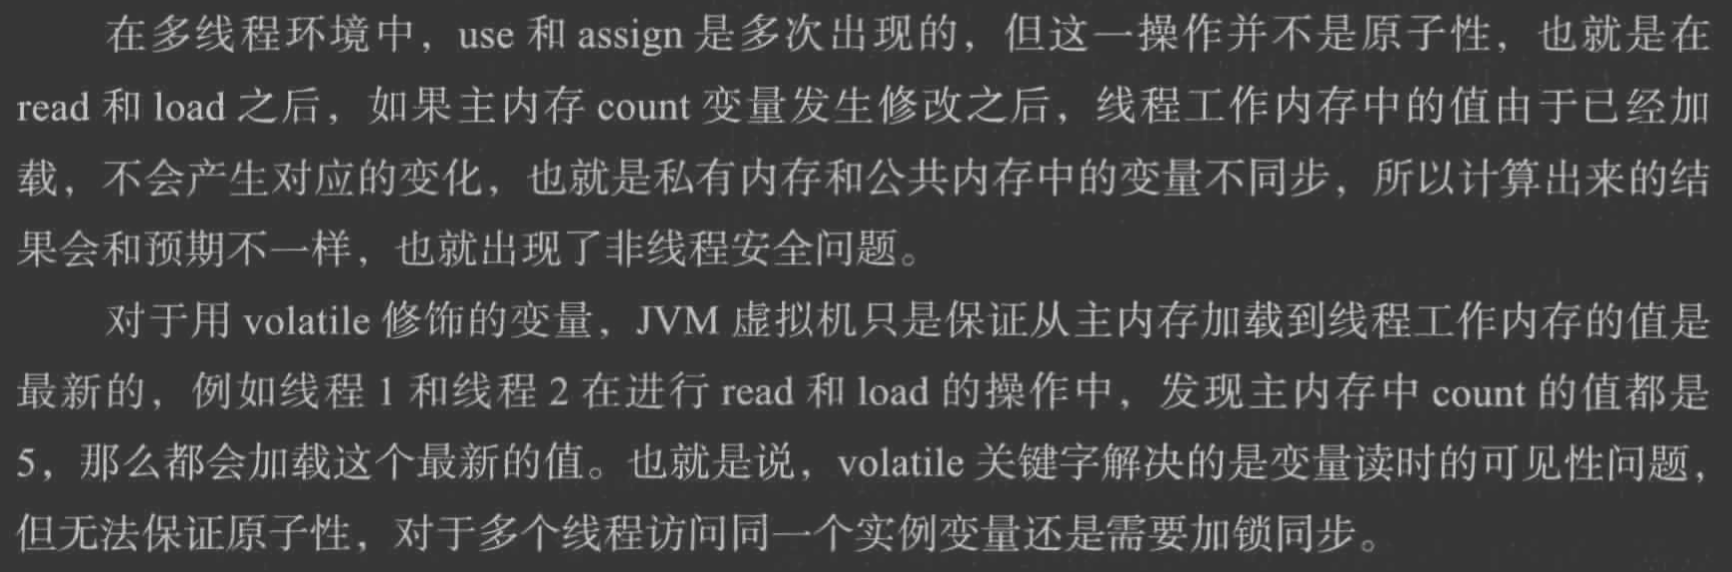 在多线程环境中，use 和 assign 是多次出现的，但这一操作并不是原子性，也就是在
read 和 load 之后，如果主内存 count 变量发生修改之后，线程工作内存中的值由于已经加
载，不会产生对应的变化，也就是私有内存和公共内存中的变量不同步，所以计算出来的结
果会和预期不一样，也就出现了非线程安全问题。
对于用 volatile 修饰的变量，JVM 虚拟机只是保证从主内存加载到线程工作内存的值是
最新的，例如线程 1 和线程 2 在进行 read 和 load 的操作中，发现主内存中 count 的值都是
5，那么都会加载这个最新的值。也就是说，volatile 关键字解决的是变量读时的可见性问题，
但无法保证原子性，对于多个线程访问同一个实例变量还是需要加锁同步。